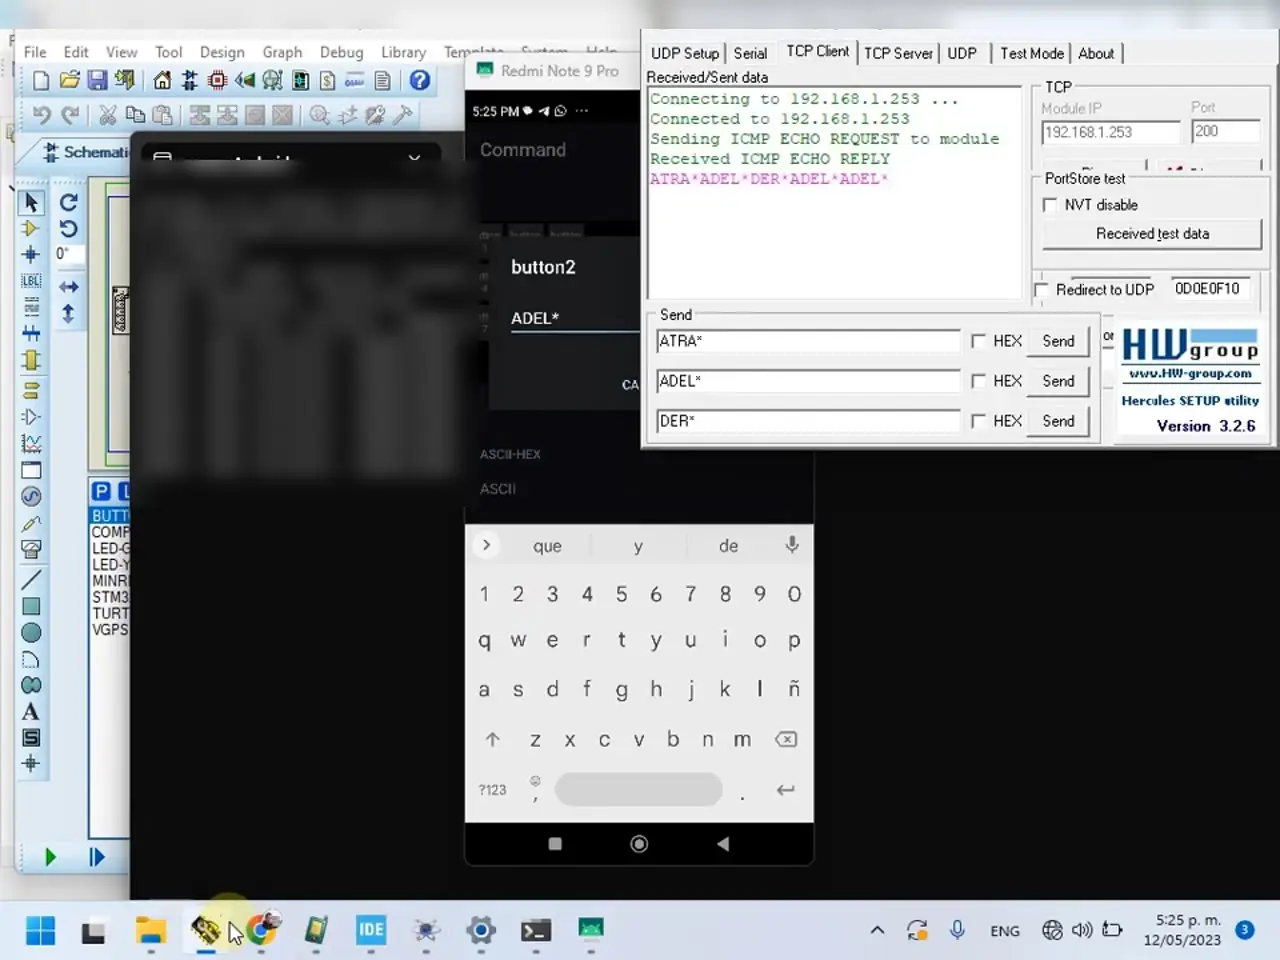 File Edit View Tool Design Graph Debug Library Template System Help
Schemati
0°
LBL
P L
BUTT
COMP
LED-G
LED-Y
MINRE
STM3
TURT
VGPS
A
S
Redmi Note 9 Pro
5:25 PM
Command
button2
ADEL*
CA
ASCII-HEX
ASCII
que y de
1 2 3 4 5 6 7 8 9 0
q w e r t y u i o p
a s d f g h j k l ñ
z x c v b n m
?123 , .
UDP Setup Serial TCP Client TCP Server UDP Test Mode About
Received/Sent data
Connecting to 192.168.1.253 ...
Connected to 192.168.1.253
Sending ICMP ECHO REQUEST to module
Received ICMP ECHO REPLY
ATRA*ADEL*DER*ADEL*ADEL*
TCP
Module IP Port
192.168.1.253 200
PortStore test
NVT disable
Received test data
Redirect to UDP 0D0E0F10
Send
ATRA* HEX Send
ADEL* HEX Send
DER* HEX Send
HWgroup
www.HW-group.com
Hercules SETUP utility
Version 3.2.6
IDE
ENG
5:25 p. m.
12/05/2023
3